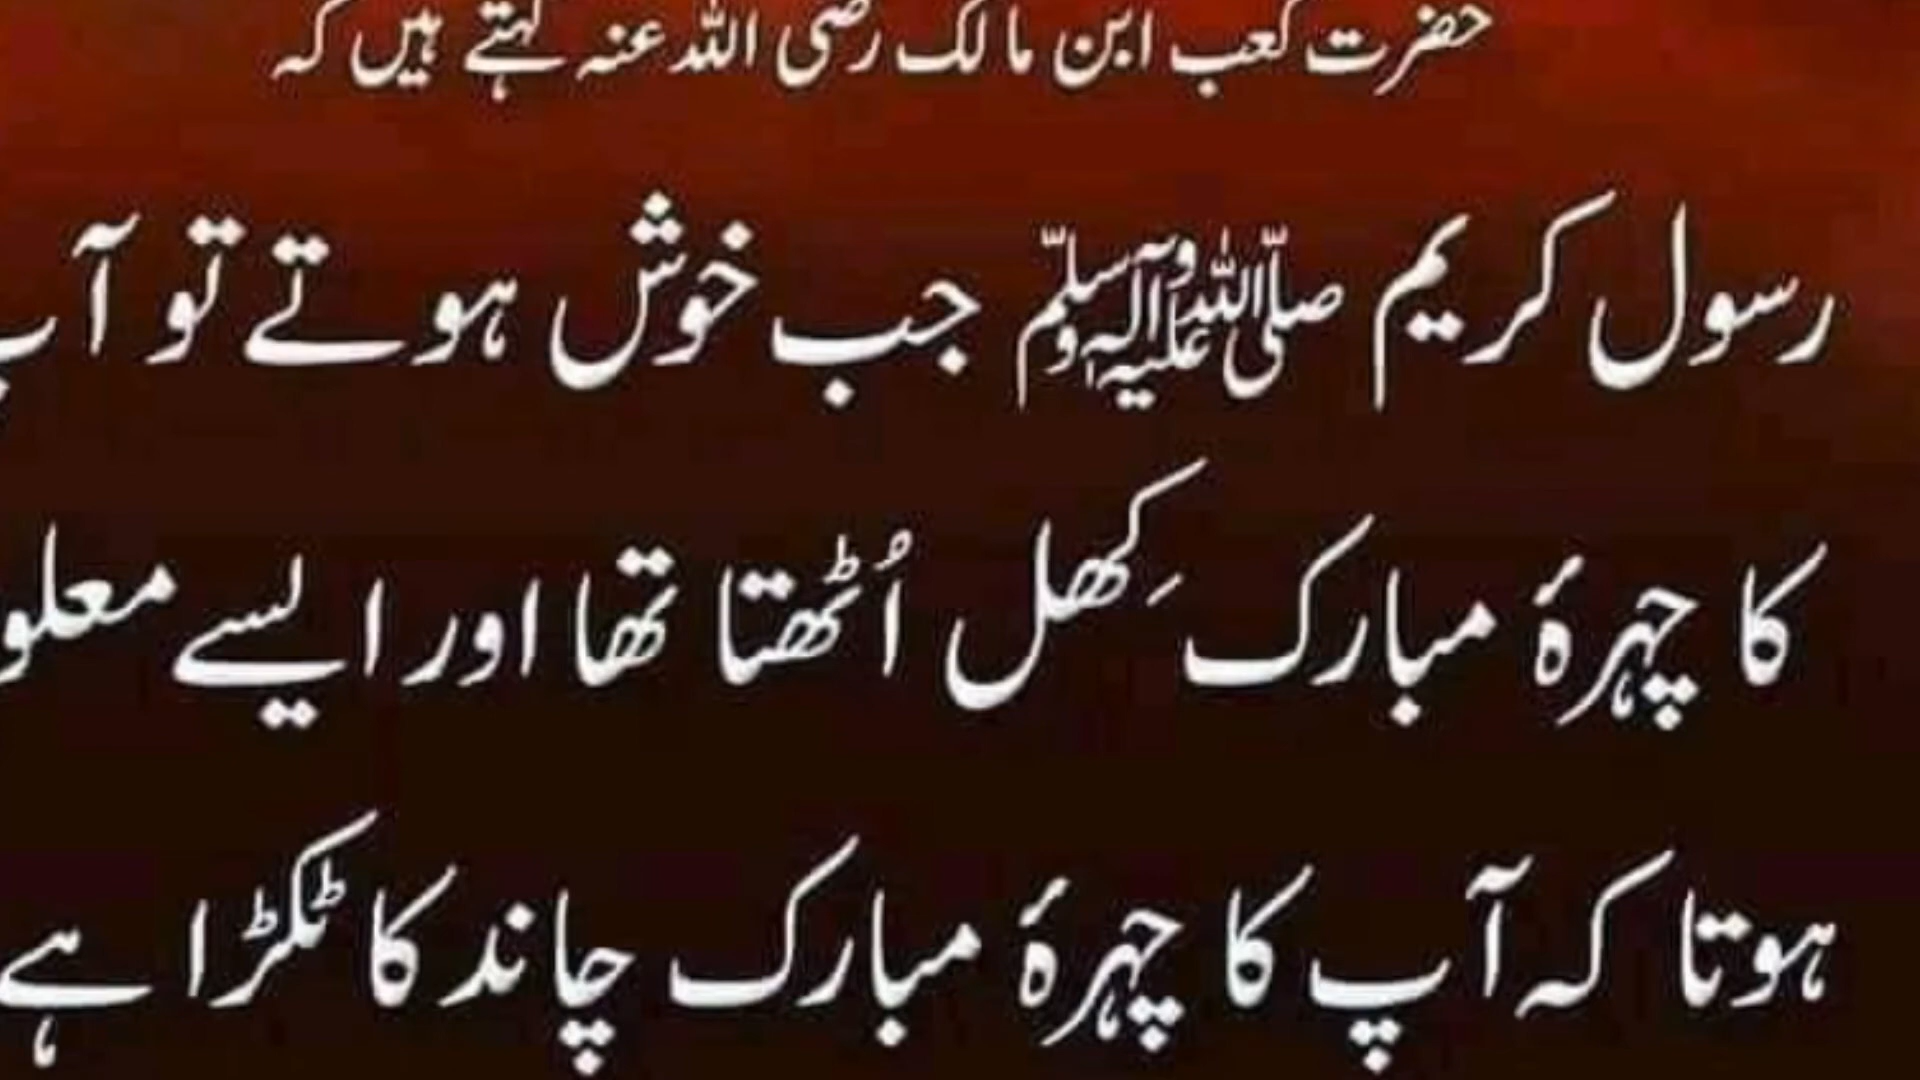 حضرت کعب ابن مالک رضی اللہ عنہ کہتے ہیں کہ
رسول کریم صلی اللہ علیہ وآلہ وسلم جب خوش ہوتے تو آپ
کا چہرۂ مبارک کِھل اُٹھتا تھا اور ایسے معلو
ہوتا کہ آپ کا چہرۂ مبارک چاند کا ٹکڑا ہے